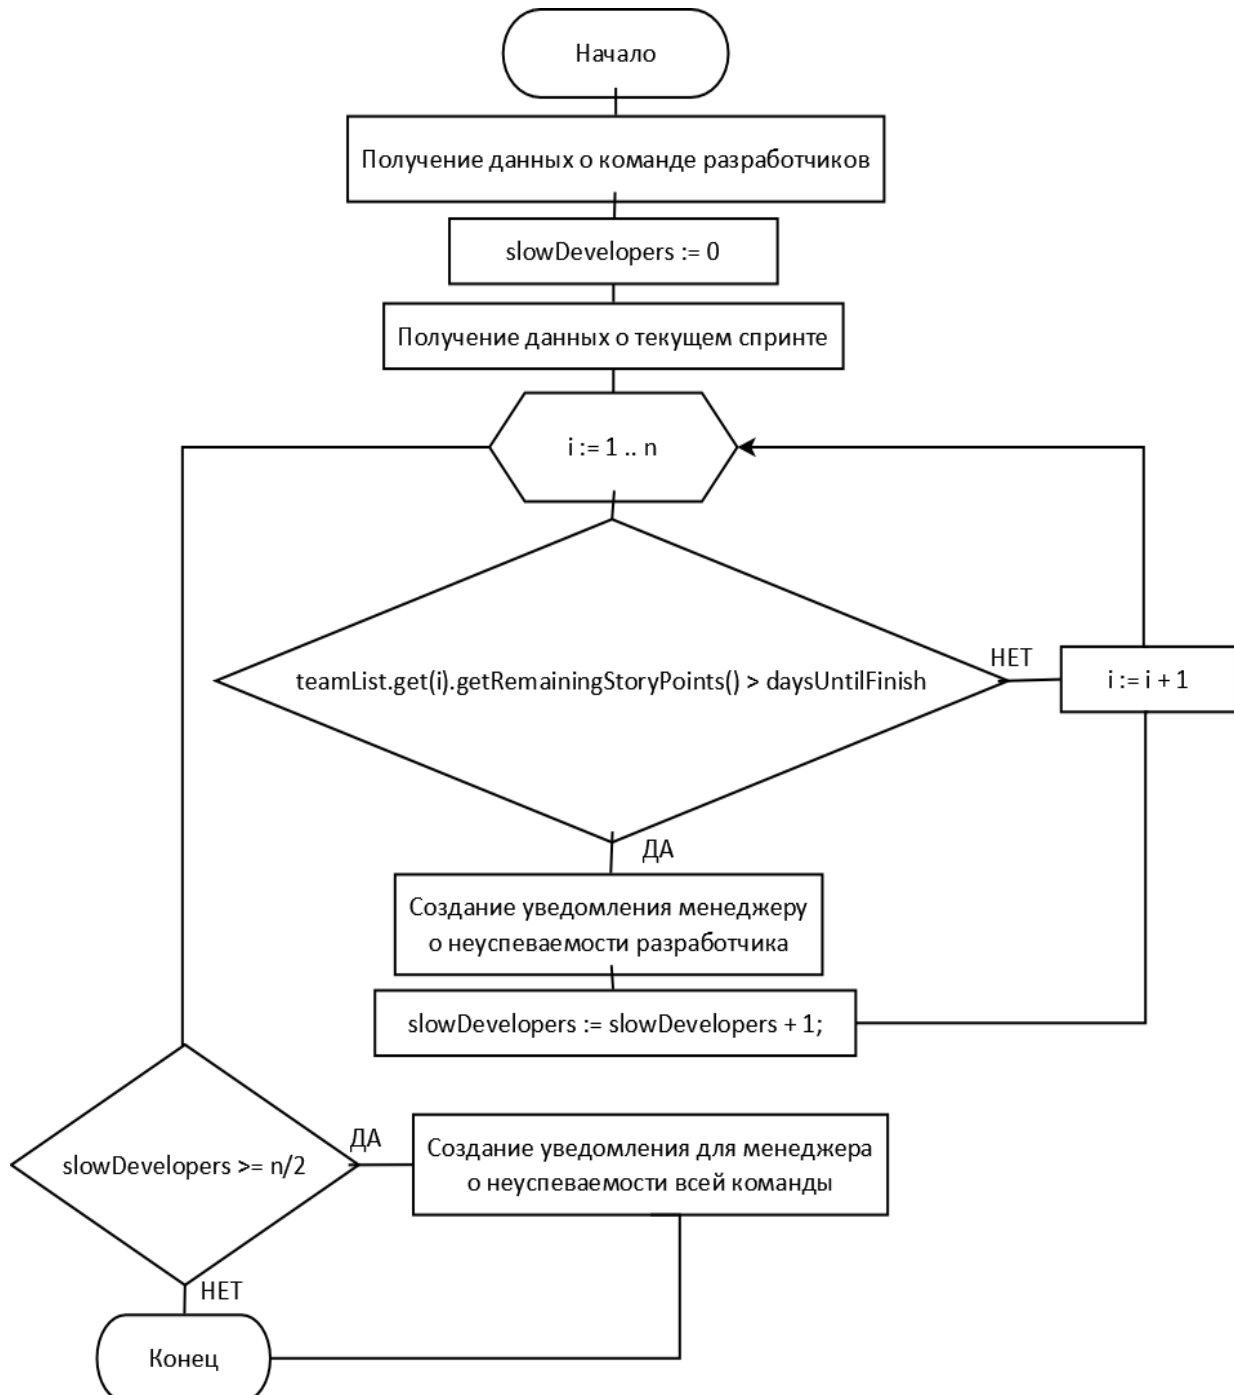 Начало
Получение данных о команде разработчиков
slowDevelopers := 0
Получение данных о текущем спринте
i := 1 .. n
teamList.get(i).getRemainingStoryPoints() > daysUntilFinish
НЕТ
i := i + 1
ДА
Создание уведомления менеджеру
о неуспеваемости разработчика
slowDevelopers := slowDevelopers + 1;
slowDevelopers >= n/2
ДА
Создание уведомления для менеджера
о неуспеваемости всей команды
НЕТ
Конец